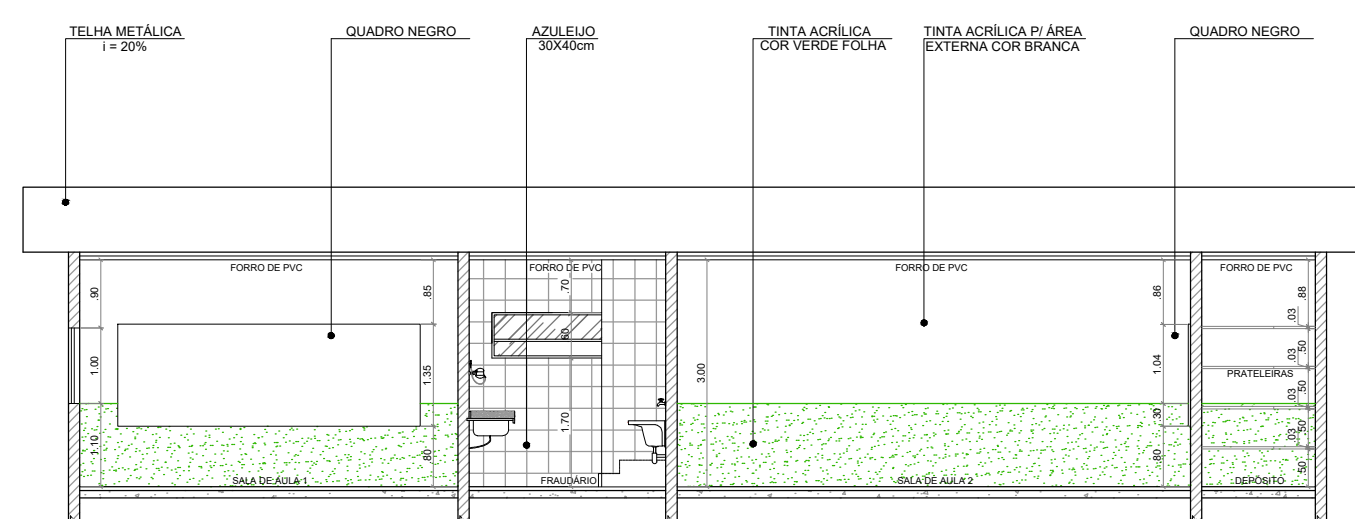 TELHA METÁLICA
i = 20%
QUADRO NEGRO
AZULEIJO
30X40cm
TINTA ACRÍLICA
COR VERDE FOLHA
TINTA ACRÍLICA P/ ÁREA
EXTERNA COR BRANCA
QUADRO NEGRO
FORRO DE PVC
FORRO DE PVC
FORRO DE PVC
FORRO DE PVC
.90
1.00
1.10
.85
1.35
.80
.70
.60
1.70
3.00
.86
1.04
.30
.80
.88
.03
.50
.03
PRATELEIRAS
.50
.03
.50
.03
.50
SALA DE AULA 1
FRAUDÁRIO
SALA DE AULA 2
DEPÓSITO